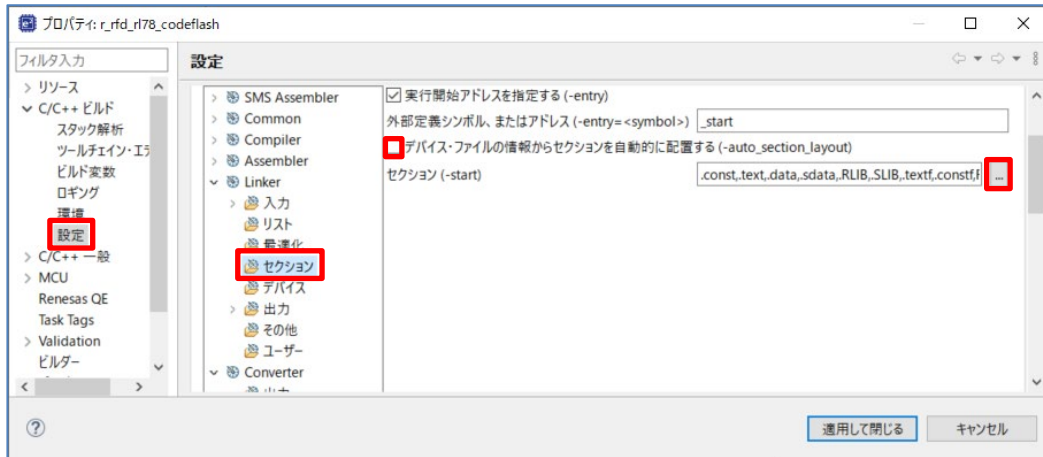 プロパティ: r_rfd_rl78_codeflash
フィルタ入力
設定
リソース
C/C++ ビルド
スタック解析
ツールチェイン・エデ
ビルド変数
ロギング
環境
設定
C/C++ 一般
MCU
Renesas QE
Task Tags
Validation
ビルダー
SMS Assembler
Common
Compiler
Assembler
Linker
入力
リスト
最適化
セクション
デバイス
出力
その他
ユーザー
Converter
出力
実行開始アドレスを指定する (-entry)
外部定義シンボル、またはアドレス (-entry=<symbol>) _start
デバイス・ファイルの情報からセクションを自動的に配置する (-auto_section_layout)
セクション (-start) .const,.text,.data,.sdata,.RLIB,.SLIB,.textf,.constf, ...
適用して閉じる キャンセル